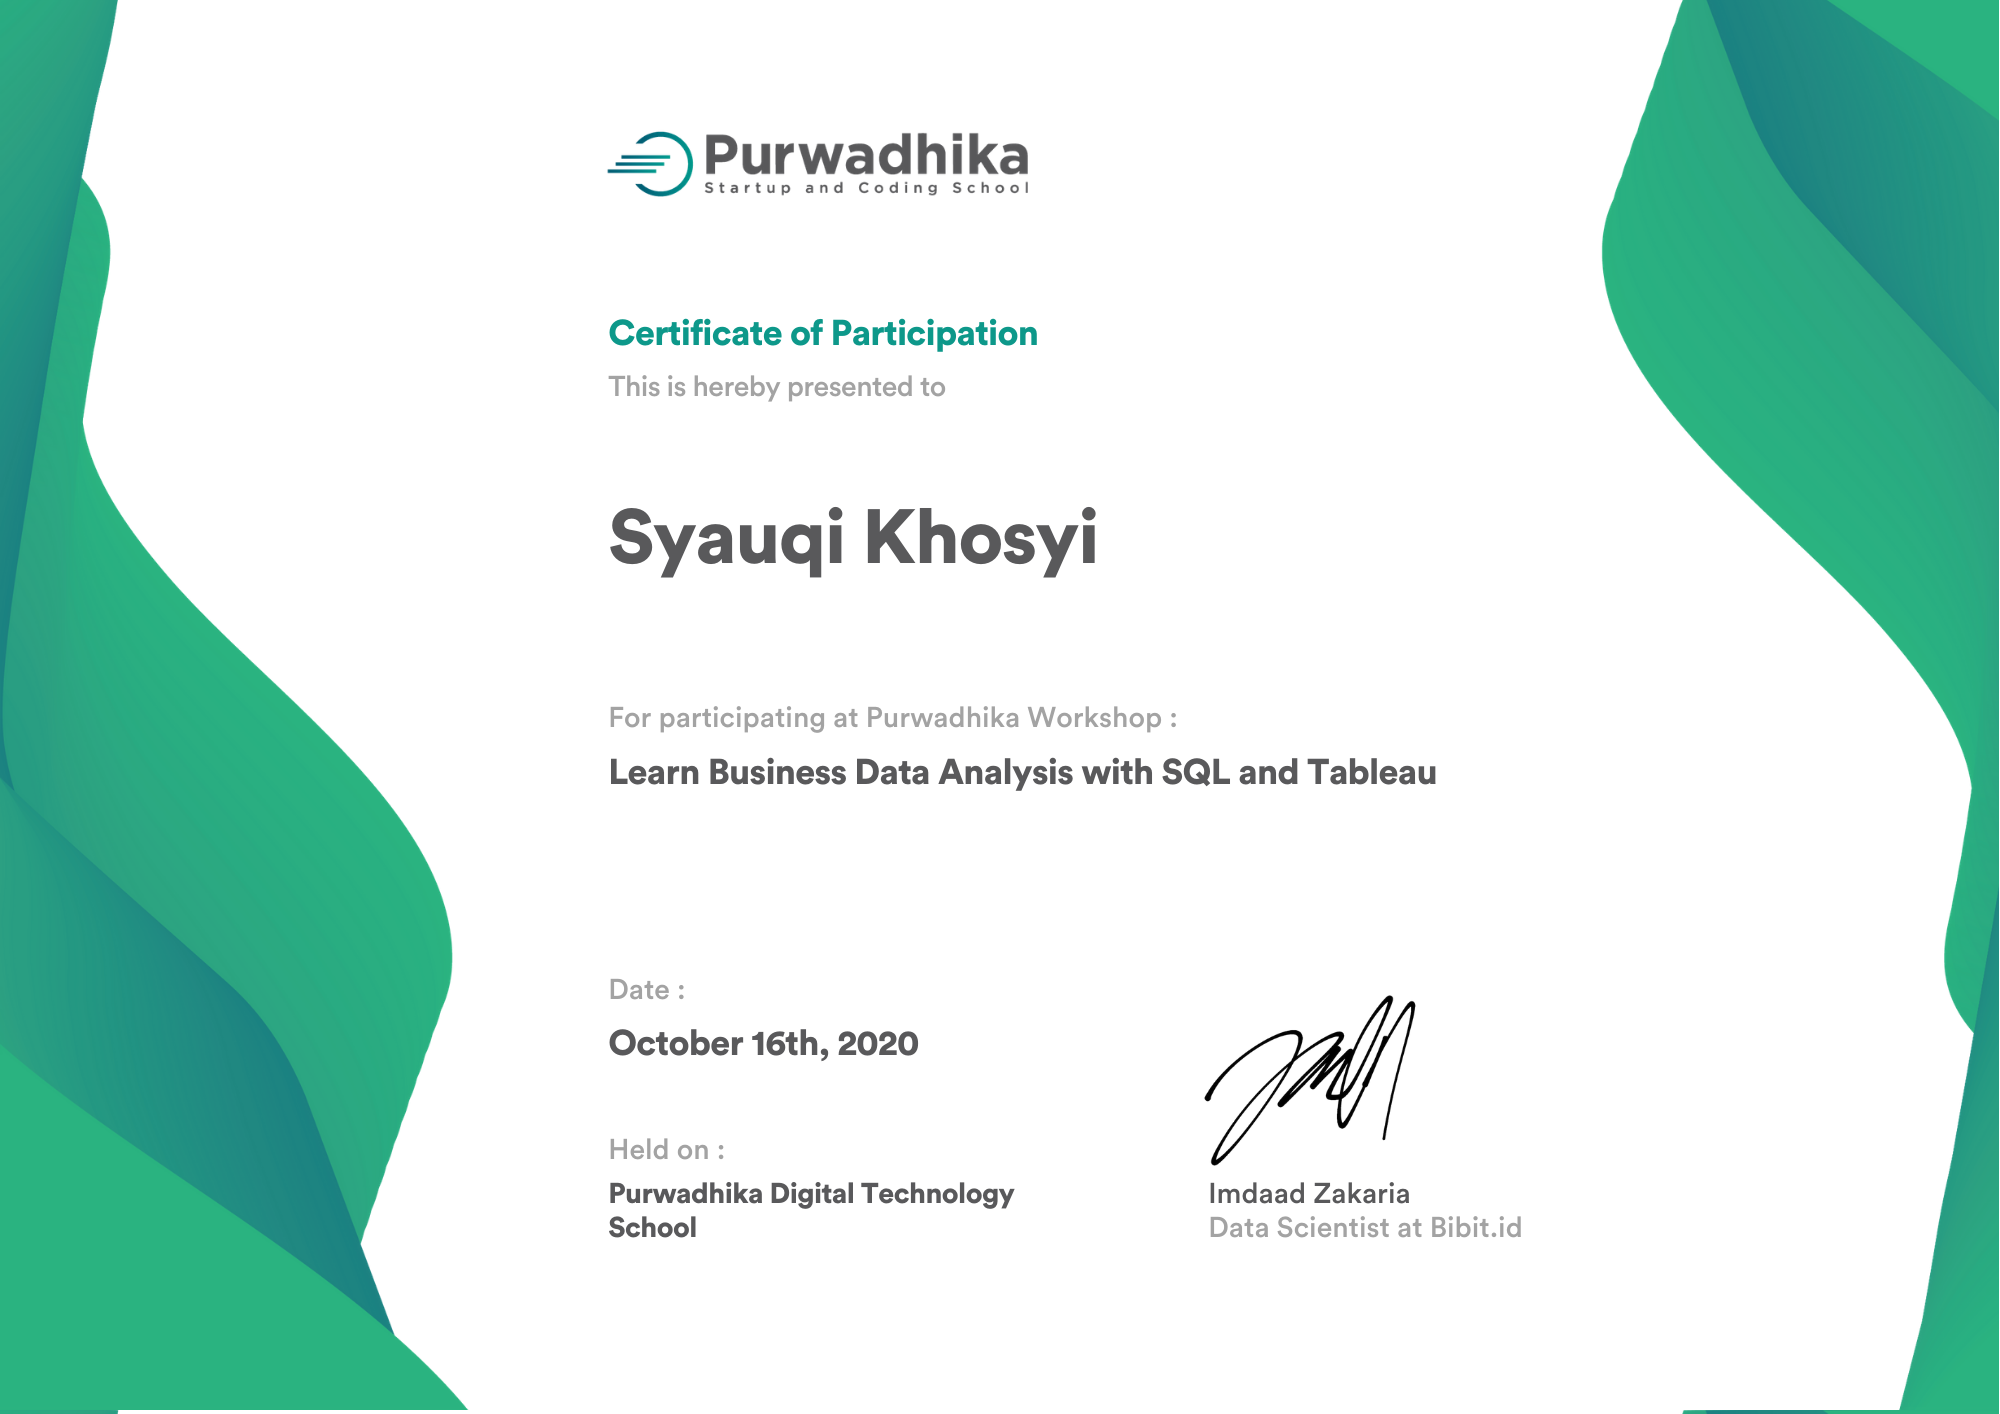 Purwadhika
Startup and Coding School
Certificate of Participation
This is hereby presented to
Syauqi Khosyi
For participating at Purwadhika Workshop :
Learn Business Data Analysis with SQL and Tableau
Date :
October 16th, 2020
Held on :
Purwadhika Digital Technology
School
Imdaad Zakaria
Data Scientist at Bibit.id